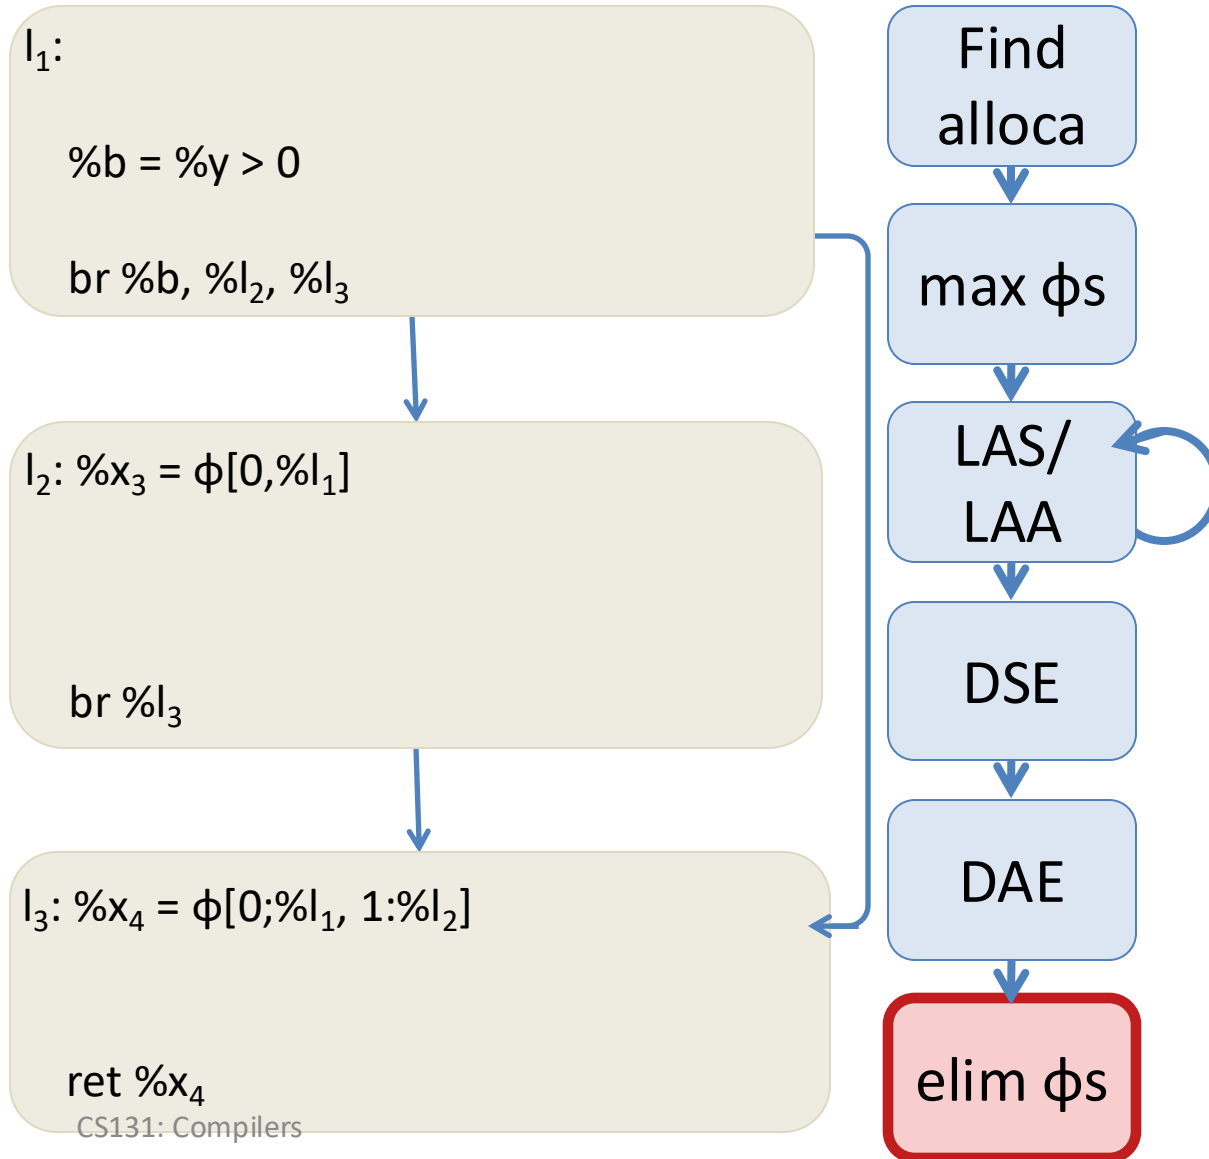 l₁:
%b = %y > 0
br %b, %l₂, %l₃
l₂: %x₃ = ϕ[0,%l₁]
br %l₃
l₃: %x₄ = ϕ[0;%l₁, 1:%l₂]
ret %x₄
CS131: Compilers
Find
alloca
max ϕs
LAS/
LAA
DSE
DAE
elim ϕs